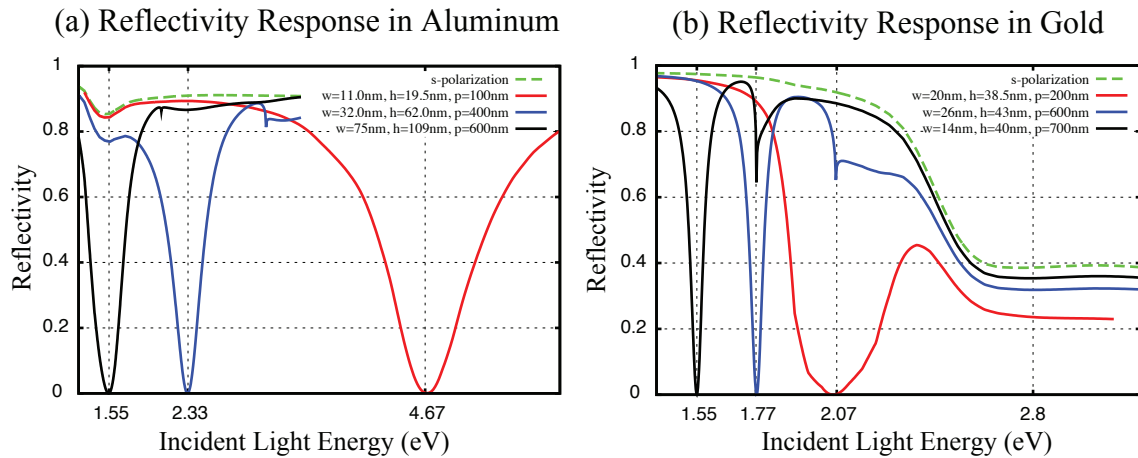 (a) Reflectivity Response in Aluminum
1
0.8
0.6
0.4
0.2
0
Reflectivity
s-polarization
w=11.0nm, h=19.5nm, p=100nm
w=32.0nm, h=62.0nm, p=400nm
w=75nm, h=109nm, p=600nm
1.55 2.33 4.67
Incident Light Energy (eV)
(b) Reflectivity Response in Gold
1
0.8
0.6
0.4
0.2
0
Reflectivity
s-polarization
w=20nm, h=38.5nm, p=200nm
w=26nm, h=43nm, p=600nm
w=14nm, h=40nm, p=700nm
1.55 1.77 2.07 2.8
Incident Light Energy (eV)